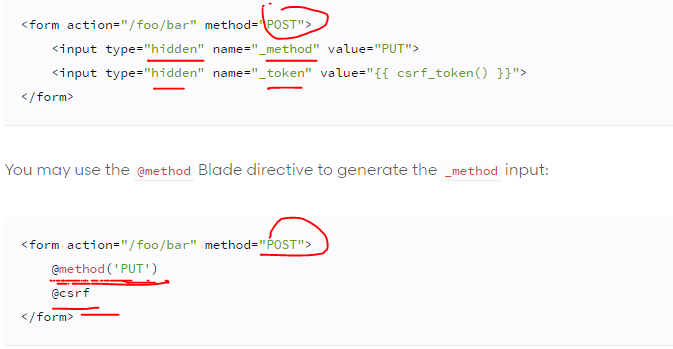 <form action="/foo/bar" method="POST">
<input type="hidden" name="_method" value="PUT">
<input type="hidden" name="_token" value="{{ csrf_token() }}">
</form>
You may use the @method Blade directive to generate the _method input:
<form action="/foo/bar" method="POST">
@method('PUT')
@csrf
</form>